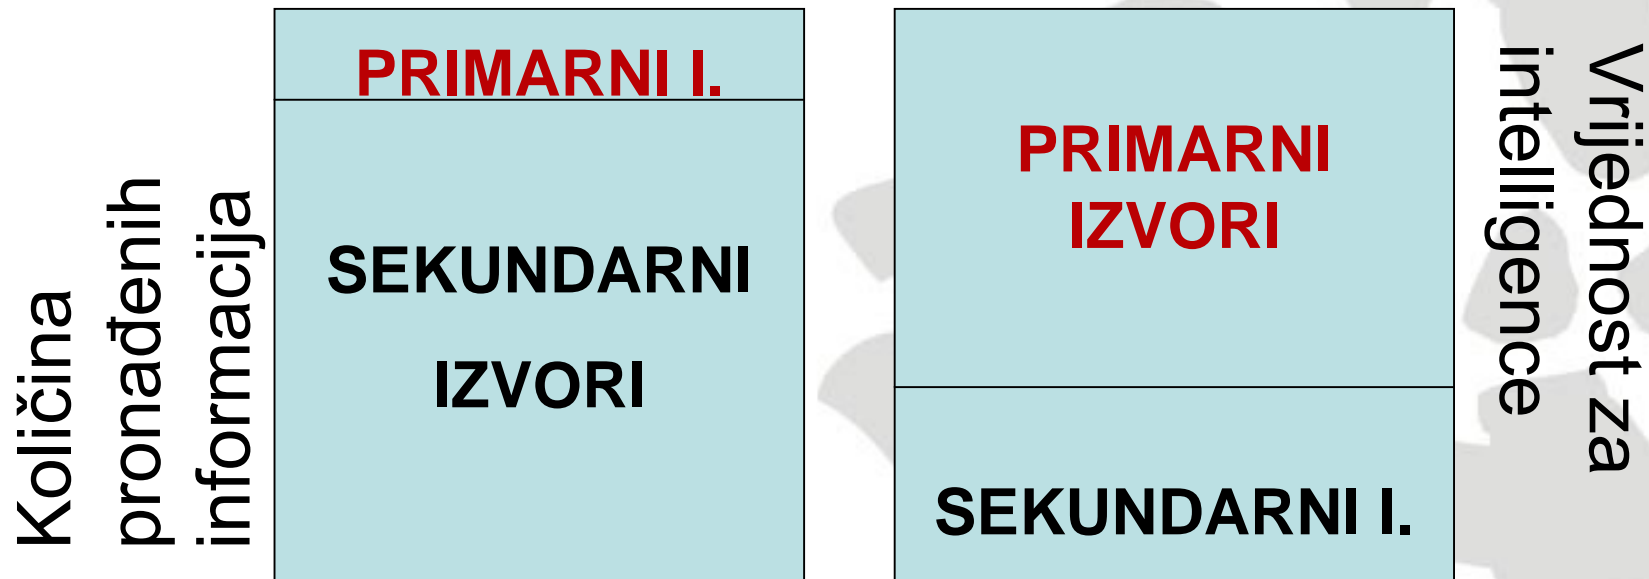 Količina
pronađenih
informacija
PRIMARNI I.
SEKUNDARNI
IZVORI
PRIMARNI
IZVORI
SEKUNDARNI I.
Vrijednost za
intelligence